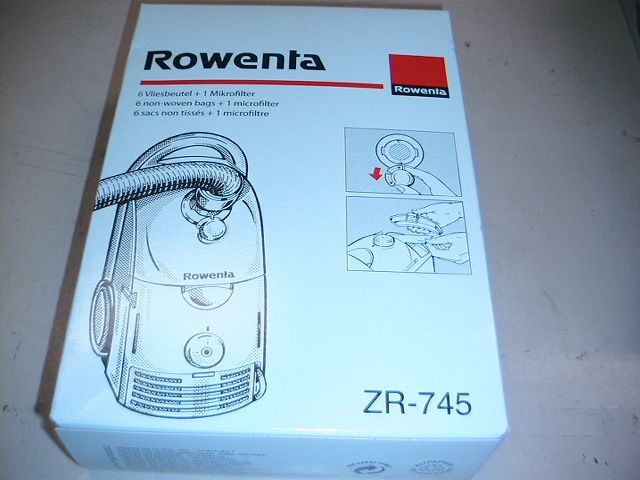 Rowenta
Rowenta
6 Vliesbeutel + 1 Mikrofilter
6 non-woven bags + 1 microfilter
6 sacs non tissés + 1 microfiltre
Rowenta
ZR-745